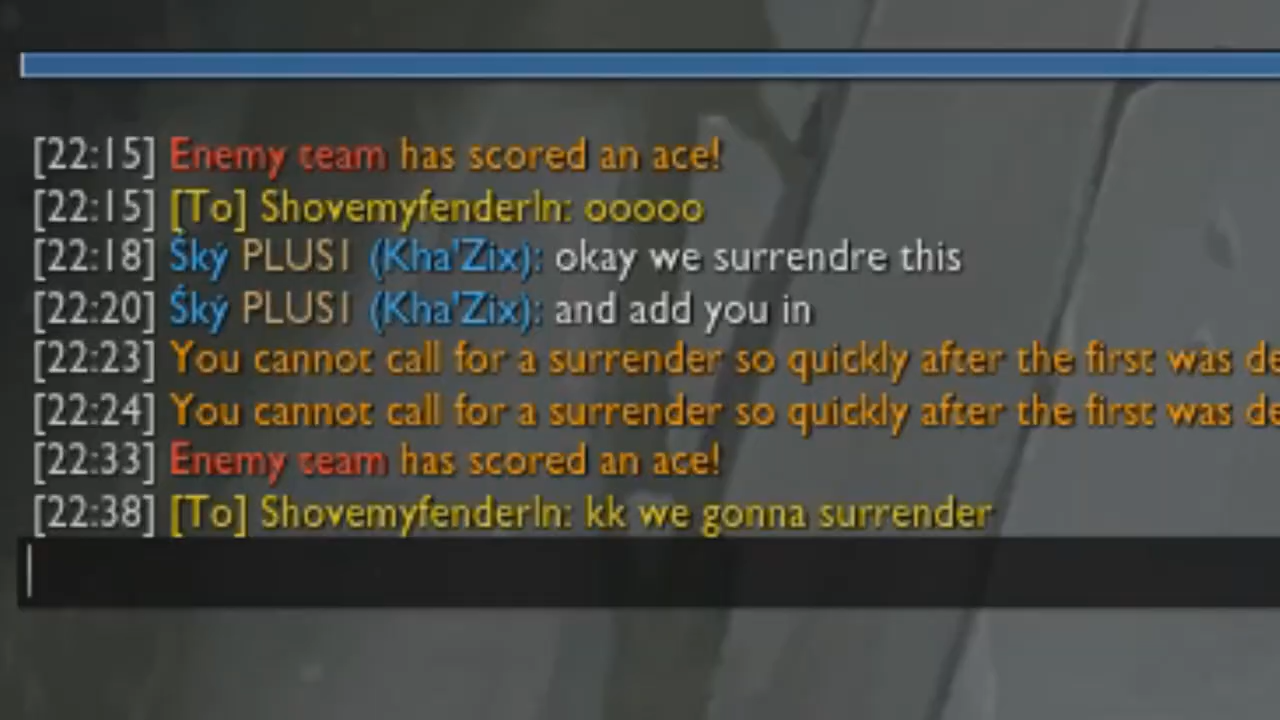 [22:15] Enemy team has scored an ace!
[22:15] [To] ShovemyfenderIn: ooooo
[22:18] Śký PLUS1 (Kha'Zix): okay we surrendre this
[22:20] Śký PLUS1 (Kha'Zix): and add you in
[22:23] You cannot call for a surrender so quickly after the first was
[22:24] You cannot call for a surrender so quickly after the first was
[22:33] Enemy team has scored an ace!
[22:38] [To] ShovemyfenderIn: kk we gonna surrender